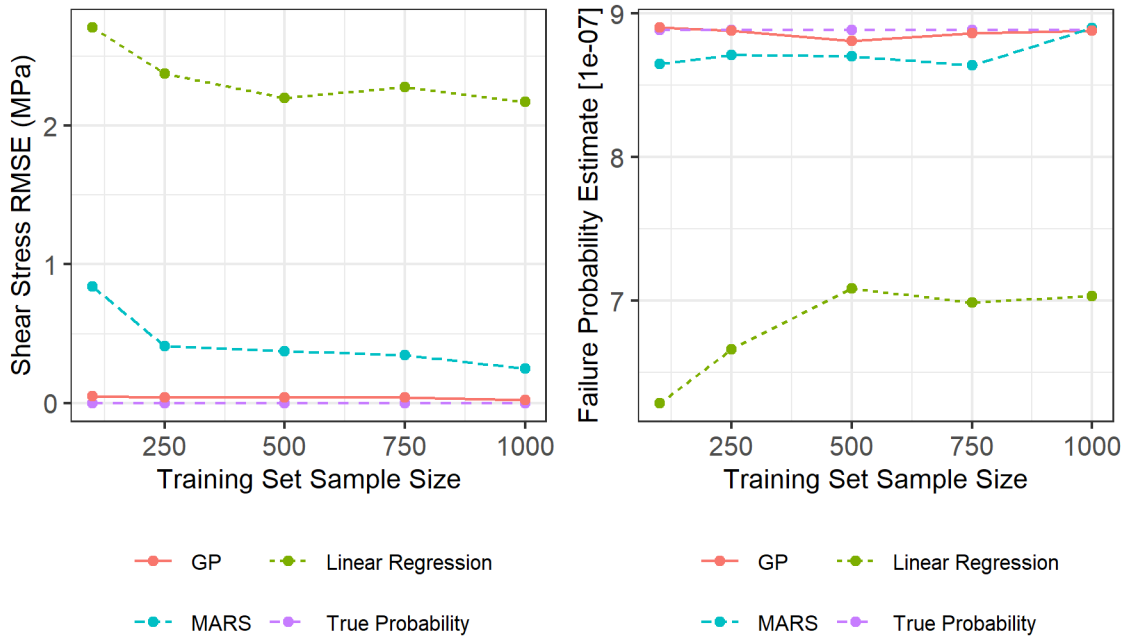 Shear Stress RMSE (MPa)
2
1
0
250 500 750 1000
Training Set Sample Size
GP Linear Regression
MARS True Probability
Failure Probability Estimate [1e-07]
9
8
7
250 500 750 1000
Training Set Sample Size
GP Linear Regression
MARS True Probability